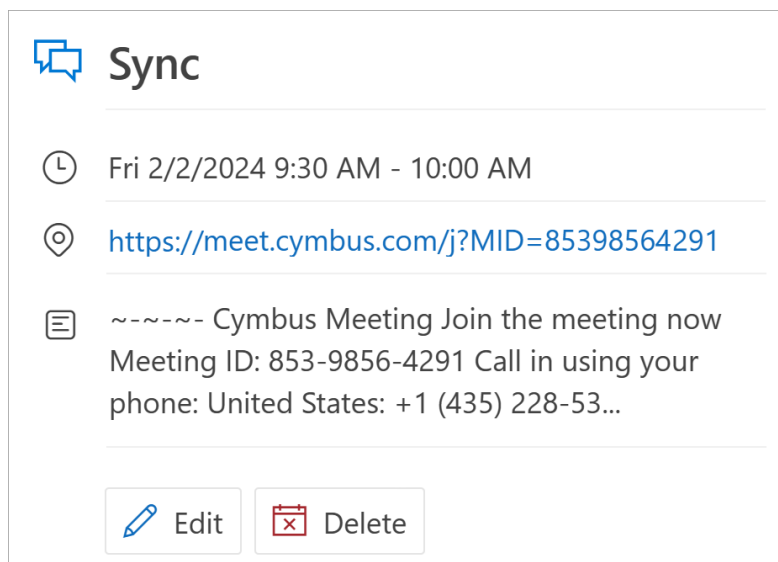 Sync
Fri 2/2/2024 9:30 AM - 10:00 AM
https://meet.cymbus.com/j?MID=85398564291
~-~-~- Cymbus Meeting Join the meeting now
Meeting ID: 853-9856-4291 Call in using your
phone: United States: +1 (435) 228-53...
Edit
Delete